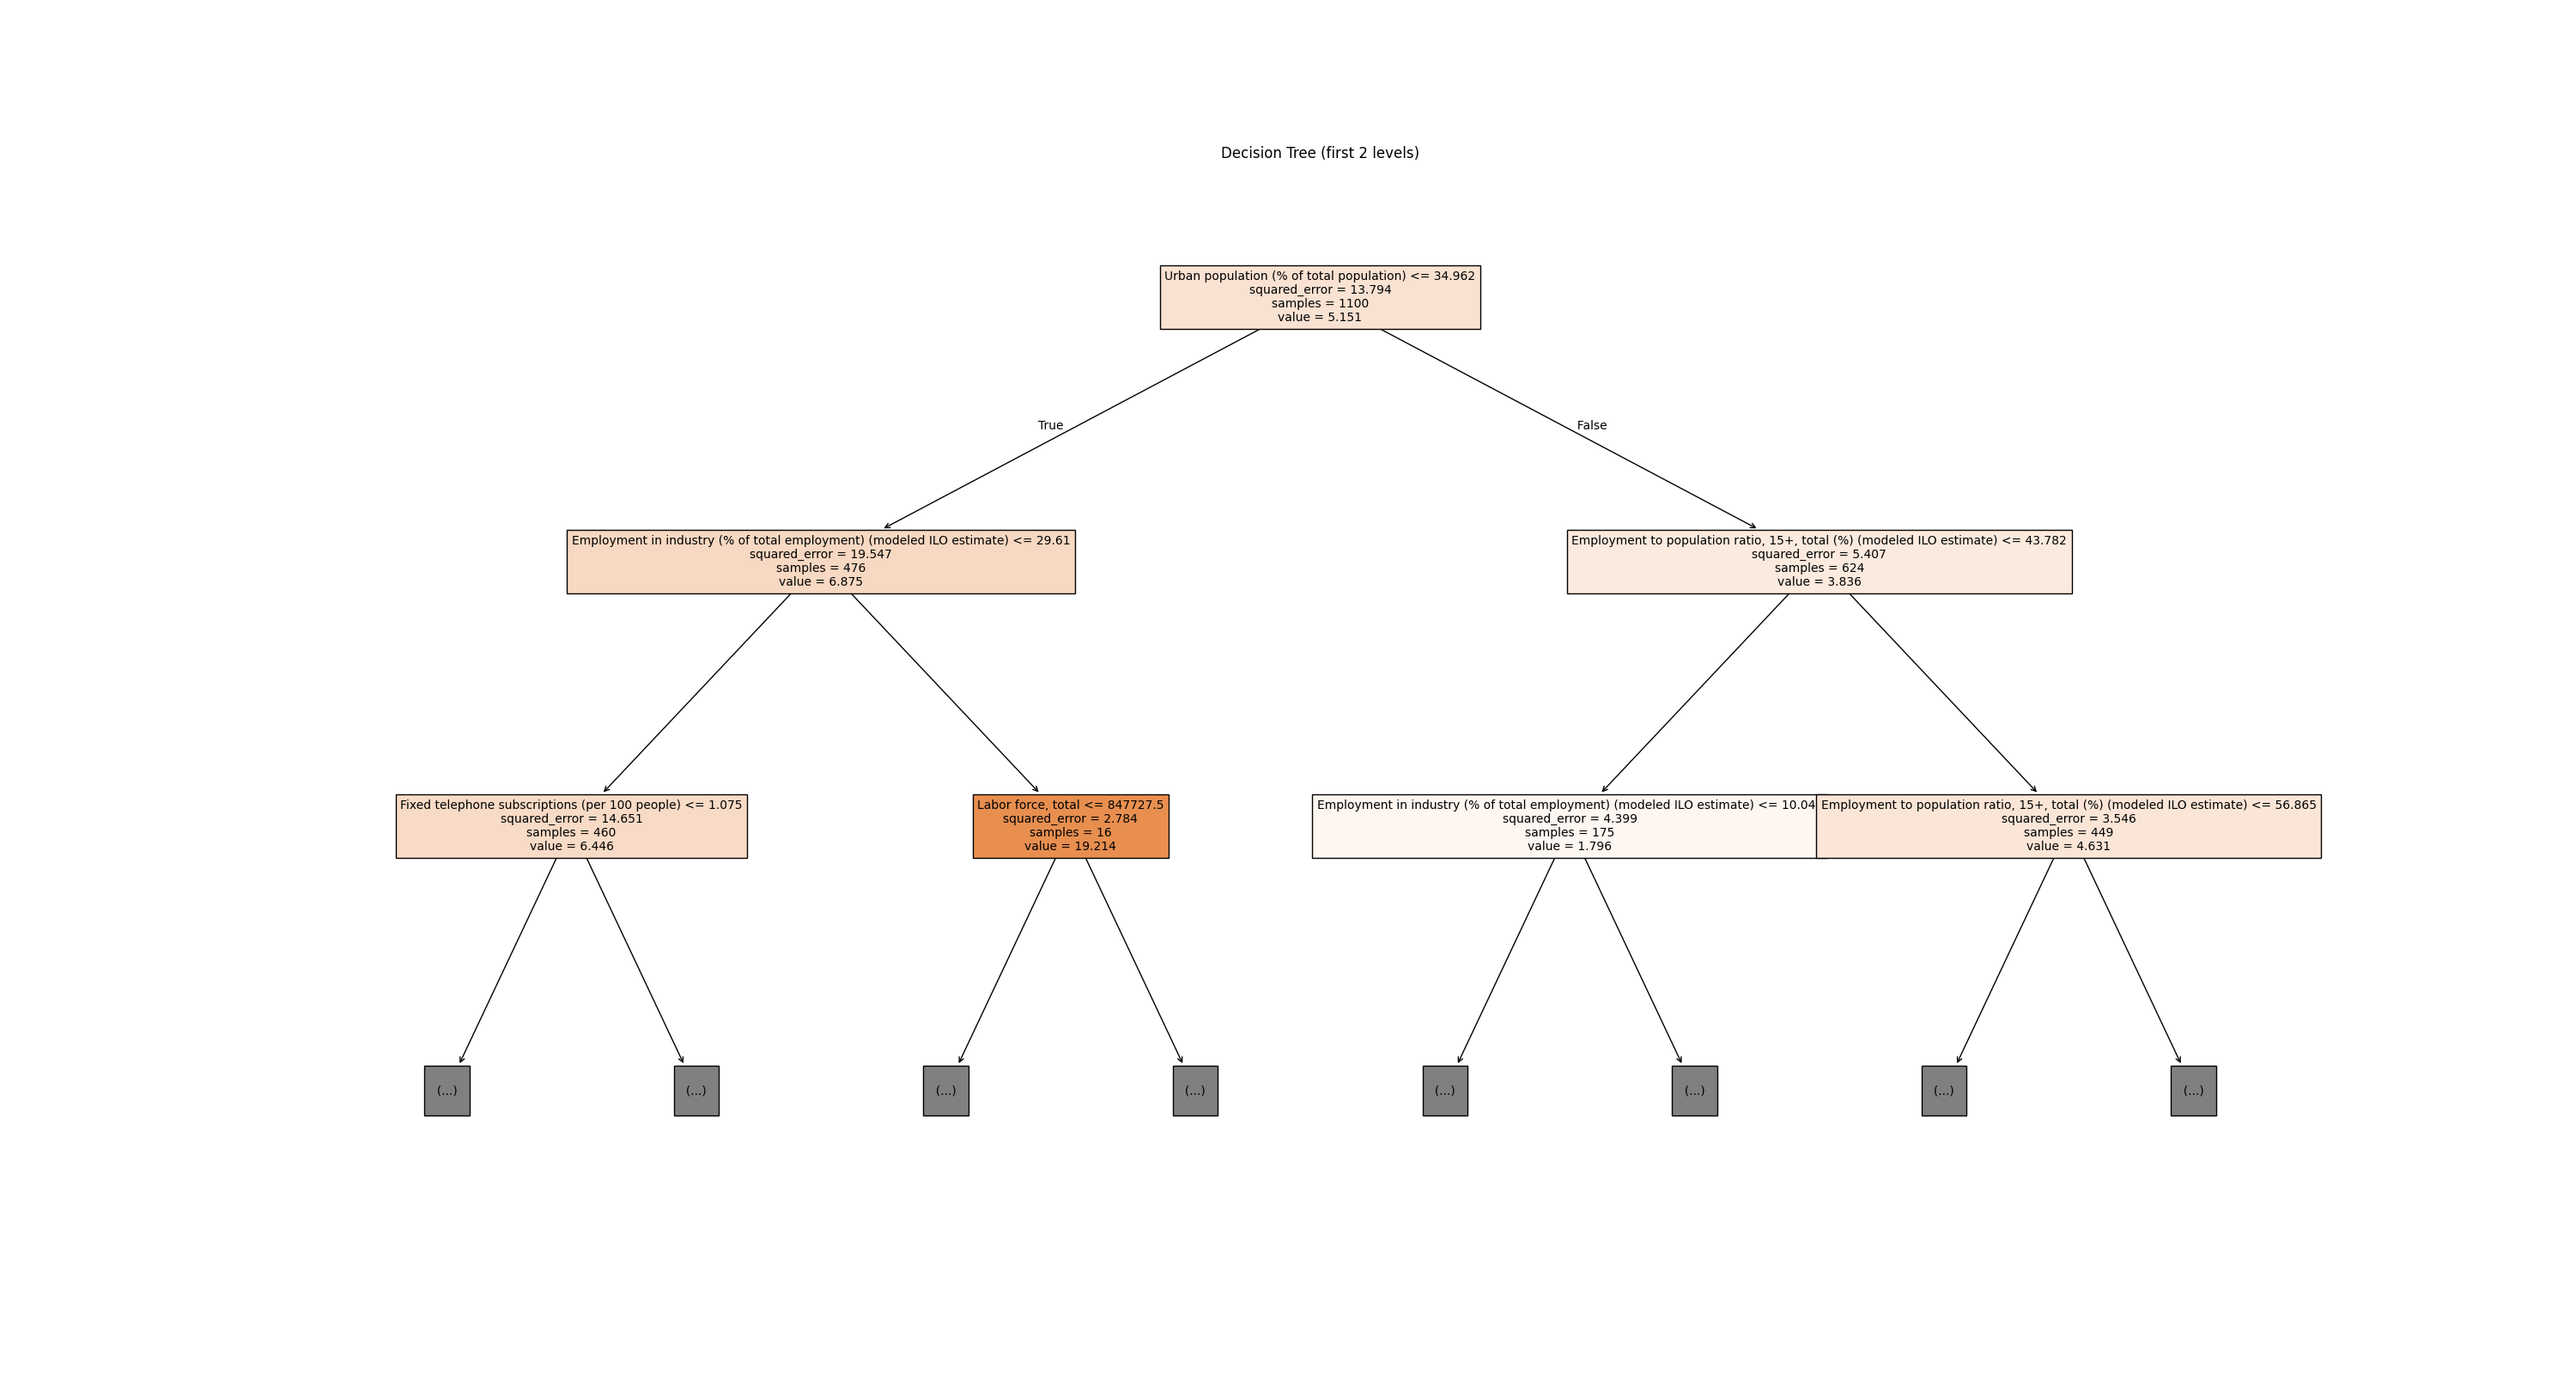 Decision Tree (first 2 levels)
Urban population (% of total population) <= 34.962
squared_error = 13.794
samples = 1100
value = 5.151
True
False
Employment in industry (% of total employment) (modeled ILO estimate) <= 29.61
squared_error = 19.547
samples = 476
value = 6.875
Employment to population ratio, 15+, total (%) (modeled ILO estimate) <= 43.782
squared_error = 5.407
samples = 624
value = 3.836
Fixed telephone subscriptions (per 100 people) <= 1.075
squared_error = 14.651
samples = 460
value = 6.446
Labor force, total <= 847727.5
squared_error = 2.784
samples = 16
value = 19.214
Employment in industry (% of total employment) (modeled ILO estimate) <= 10.04
squared_error = 4.399
samples = 175
value = 1.796
Employment to population ratio, 15+, total (%) (modeled ILO estimate) <= 56.865
squared_error = 3.546
samples = 449
value = 4.631
(...)
(...)
(...)
(...)
(...)
(...)
(...)
(...)